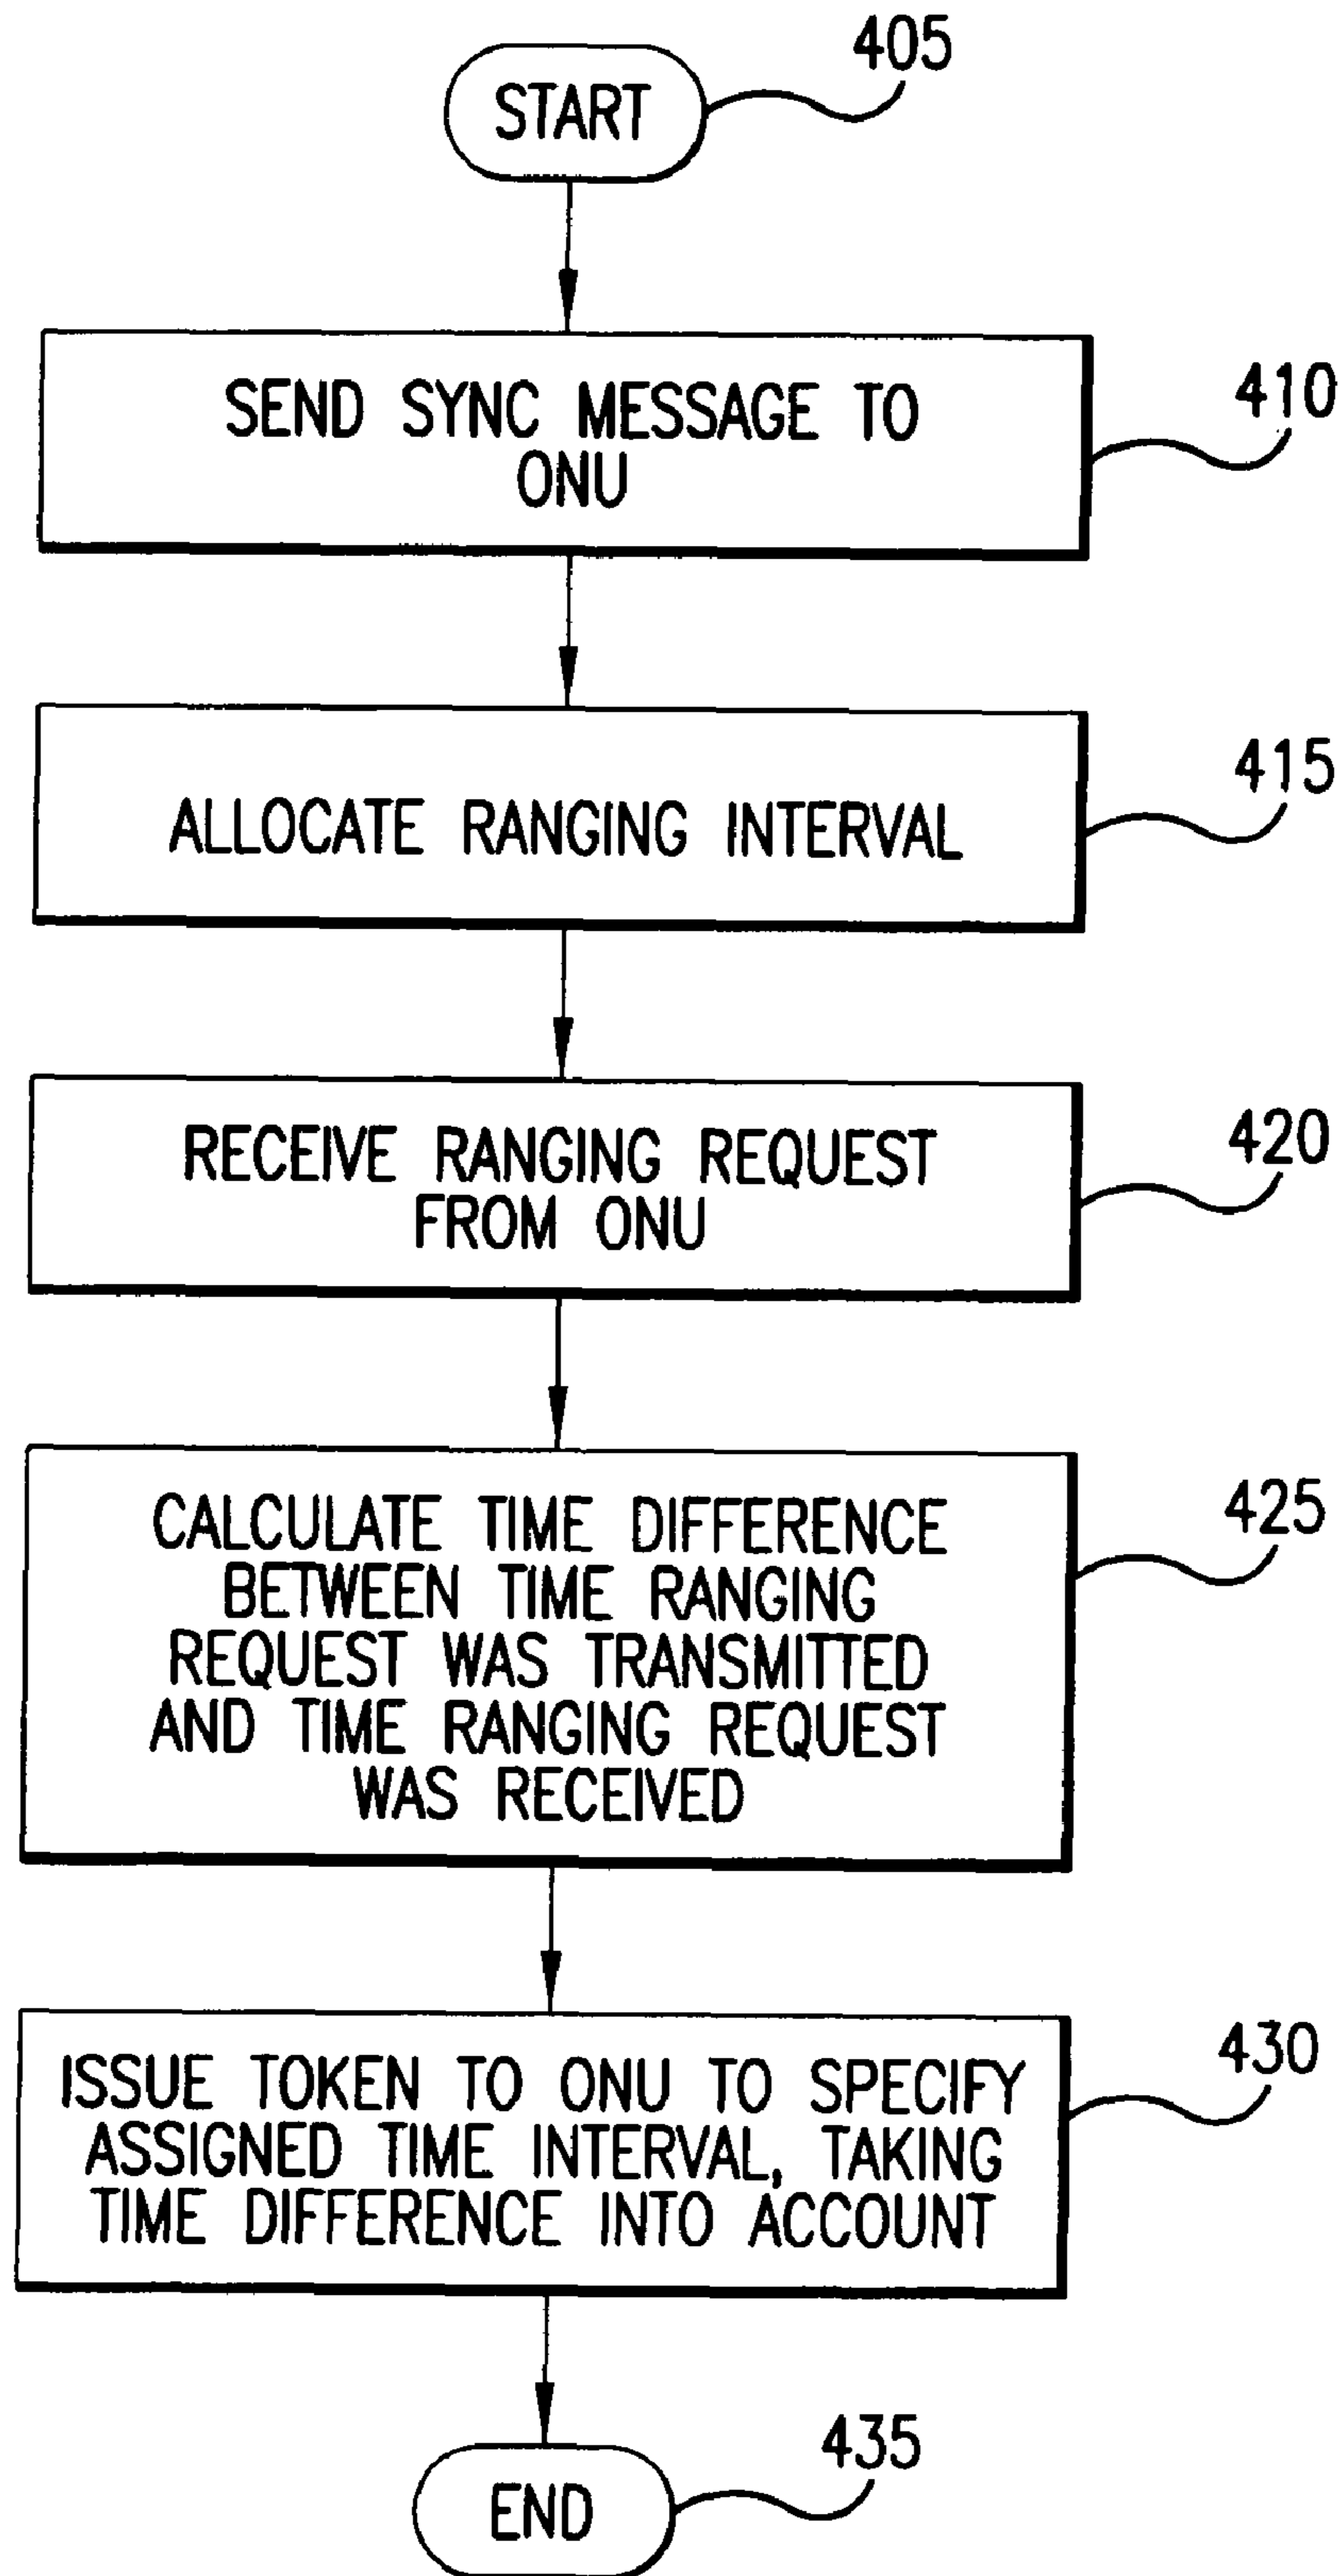 405
START
SEND SYNC MESSAGE TO
ONU
410
ALLOCATE RANGING INTERVAL
415
RECEIVE RANGING REQUEST
FROM ONU
420
CALCULATE TIME DIFFERENCE
BETWEEN TIME RANGING
REQUEST WAS TRANSMITTED
AND TIME RANGING REQUEST
WAS RECEIVED
425
ISSUE TOKEN TO ONU TO SPECIFY
ASSIGNED TIME INTERVAL, TAKING
TIME DIFFERENCE INTO ACCOUNT
430
435
END